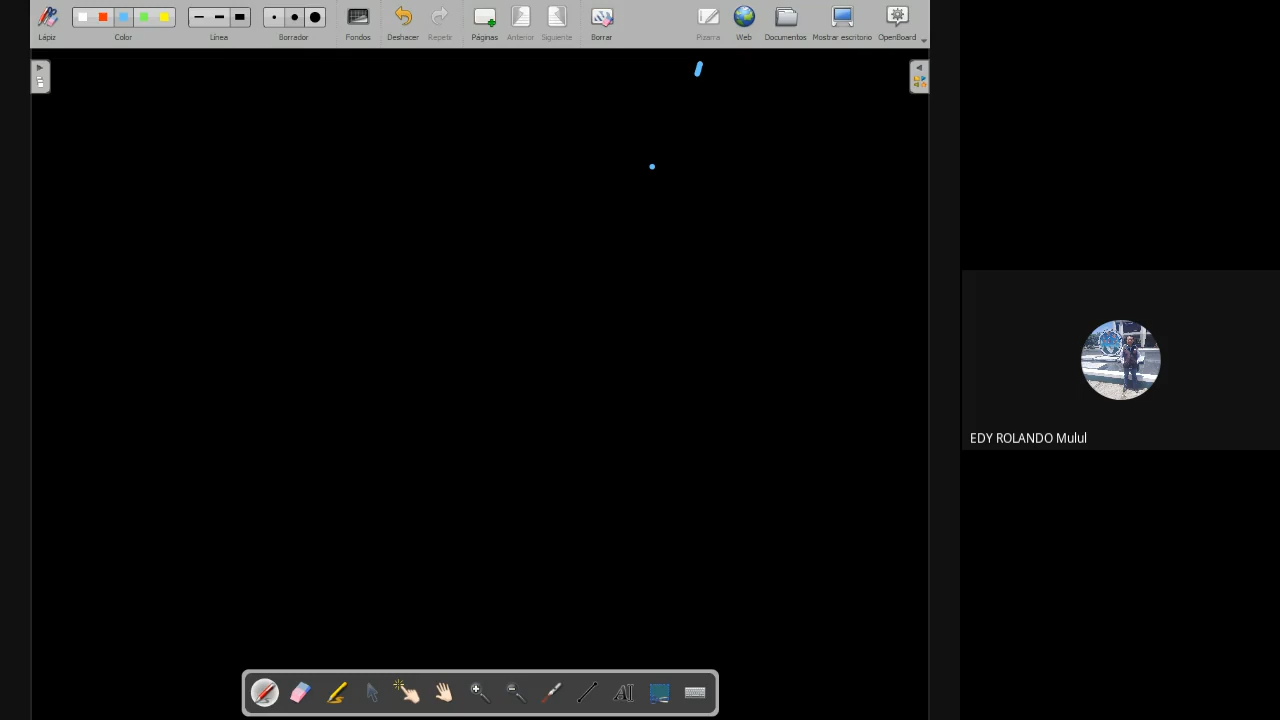 Lápiz Color Línea Borrador Fondos Deshacer Repetir Páginas Anterior Siguiente Borrar Pizarra Web Documentos Mostrar escritorio OpenBoard
EDY ROLANDO Mulul
AI